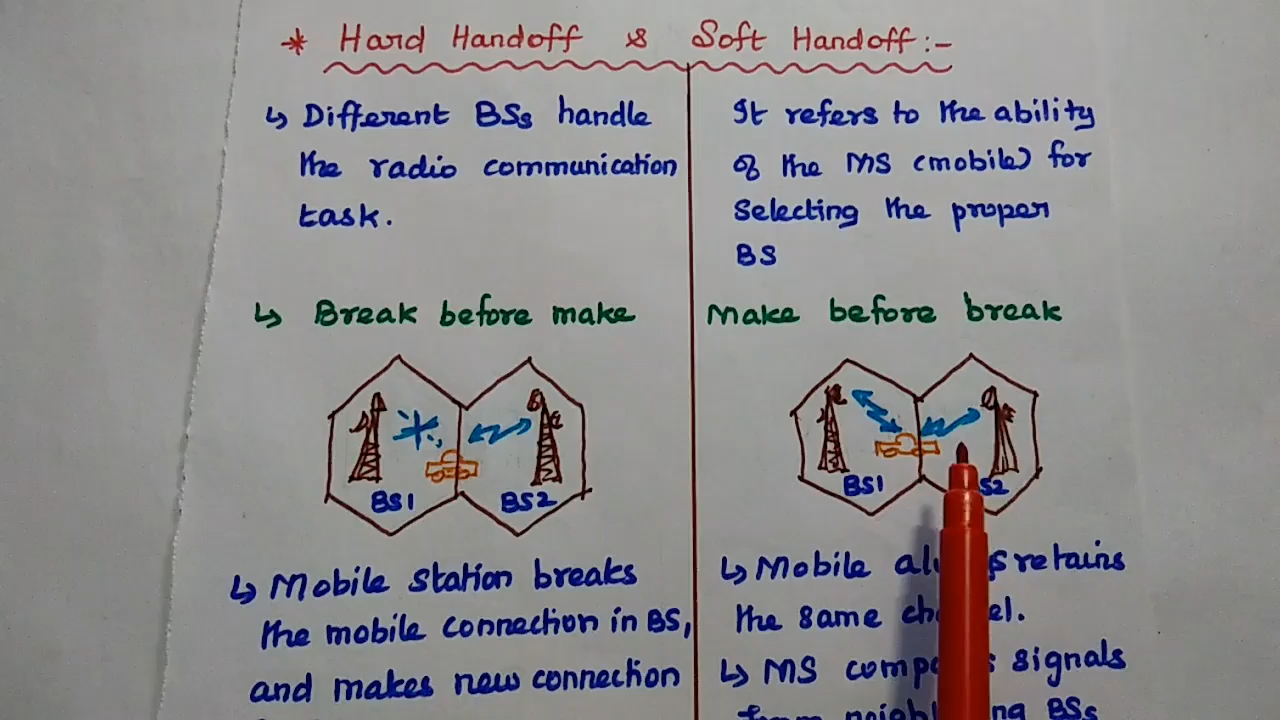 * Hard Handoff & Soft Handoff:-
↳ Different BSs handle
the radio communication
task.
↳ Break before make
BS1 BS2
↳ Mobile station breaks
the mobile connection in BS,
and makes new connection
It refers to the ability
of the MS (mobile) for
selecting the proper
BS
Make before break
BS1 S2
↳ Mobile retains
the same
↳ MS signals
BSs